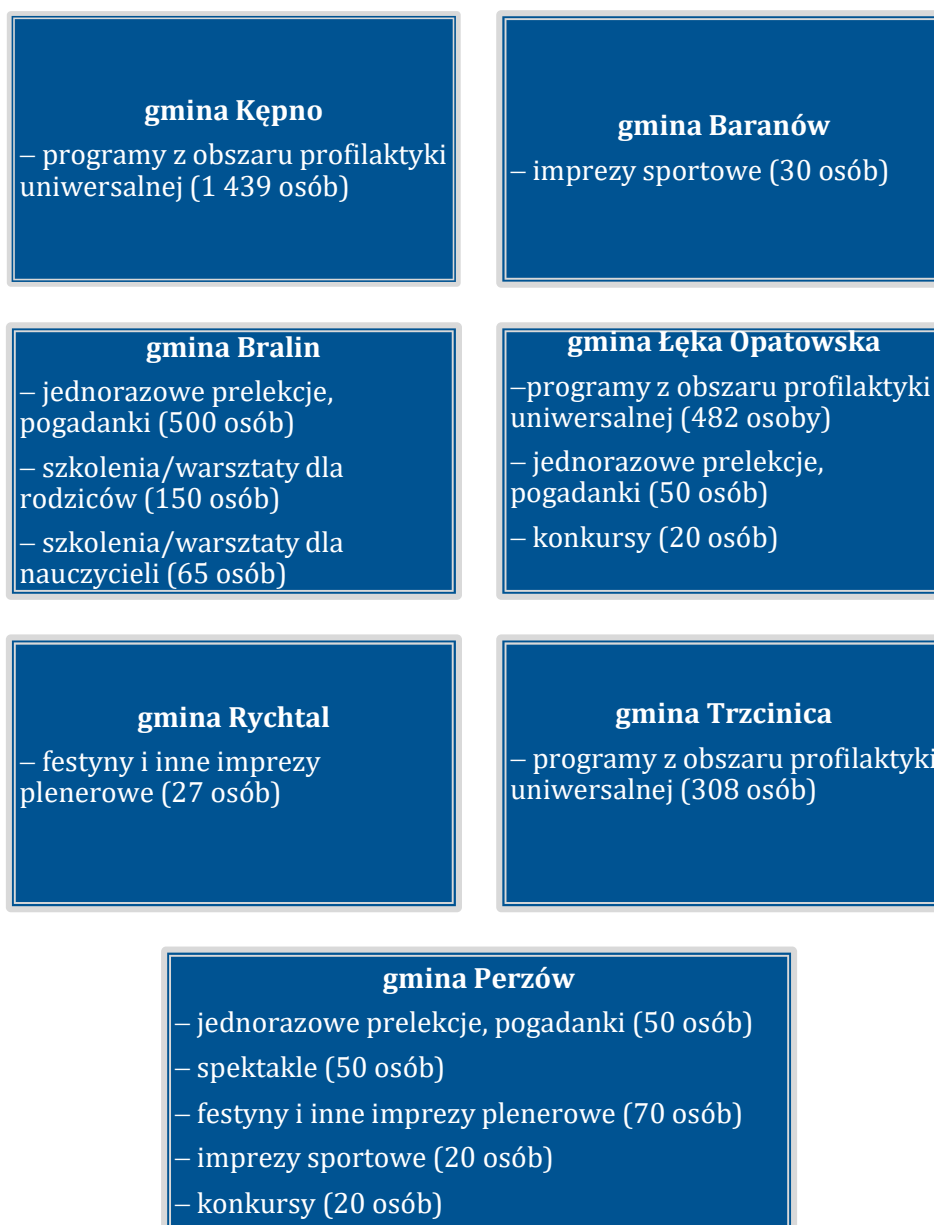 gmina Kępno
– programy z obszaru profilaktyki
uniwersalnej (1 439 osób)
gmina Baranów
– imprezy sportowe (30 osób)
gmina Bralin
– jednorazowe prelekcje,
pogadanki (500 osób)
– szkolenia/warsztaty dla
rodziców (150 osób)
– szkolenia/warsztaty dla
nauczycieli (65 osób)
gmina Łęka Opatowska
–programy z obszaru profilaktyki
uniwersalnej (482 osoby)
– jednorazowe prelekcje,
pogadanki (50 osób)
– konkursy (20 osób)
gmina Rychtal
– festyny i inne imprezy
plenerowe (27 osób)
gmina Trzcinica
– programy z obszaru profilaktyki
uniwersalnej (308 osób)
gmina Perzów
– jednorazowe prelekcje, pogadanki (50 osób)
– spektakle (50 osób)
– festyny i inne imprezy plenerowe (70 osób)
– imprezy sportowe (20 osób)
– konkursy (20 osób)